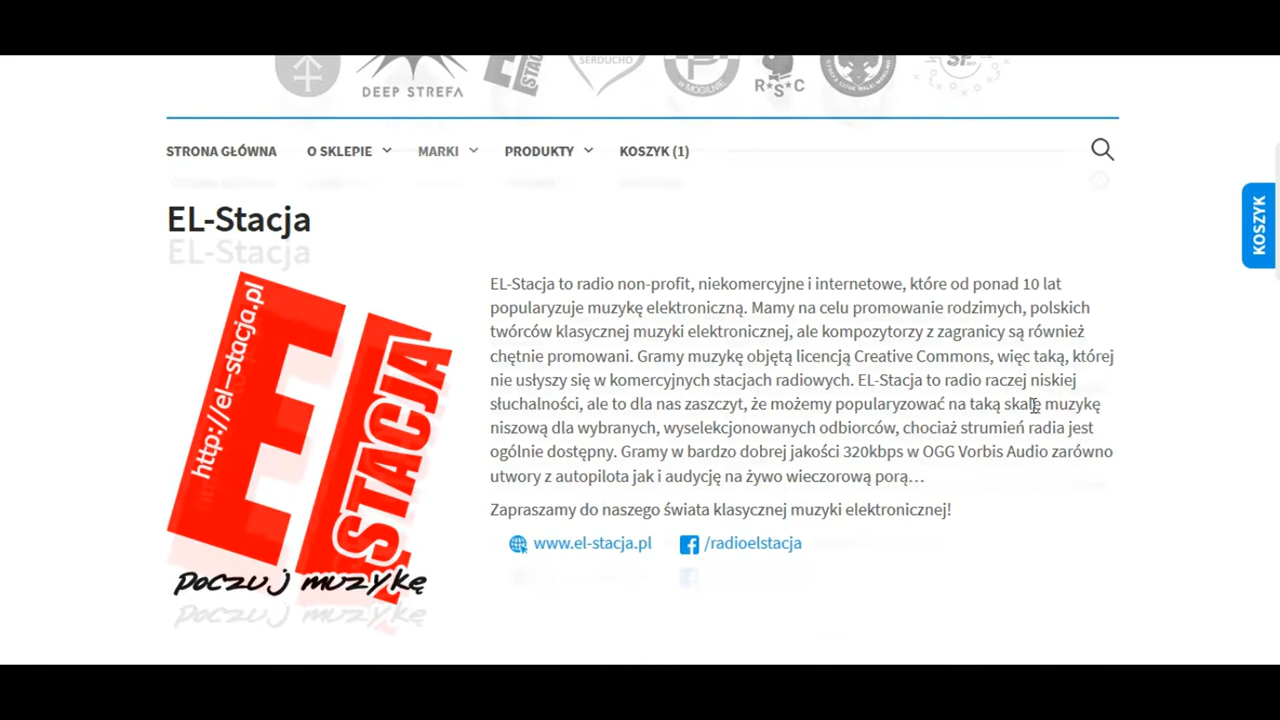 DEEP STREFA
SERDUCHO
W MOGILNIE
R*S*C
STRONA GŁÓWNA O SKLEPIE MARKI PRODUKTY KOSZYK (1)
KOSZYK
EL-Stacja
http://el-stacja.pl
E
STACJA
poczuj muzykę
EL-Stacja to radio non-profit, niekomercyjne i internetowe, które od ponad 10 lat
popularyzuje muzykę elektroniczną. Mamy na celu promowanie rodzimych, polskich
twórców klasycznej muzyki elektronicznej, ale kompozytorzy z zagranicy są również
chętnie promowani. Gramy muzykę objętą licencją Creative Commons, więc taką, której
nie usłyszy się w komercyjnych stacjach radiowych. EL-Stacja to radio raczej niskiej
słuchalności, ale to dla nas zaszczyt, że możemy popularyzować na taką skalę muzykę
niszową dla wybranych, wyselekcjonowanych odbiorców, chociaż strumień radia jest
ogólnie dostępny. Gramy w bardzo dobrej jakości 320kbps w OGG Vorbis Audio zarówno
utwory z autopilota jak i audycję na żywo wieczorową porą…
Zapraszamy do naszego świata klasycznej muzyki elektronicznej!
www.el-stacja.pl /radioelstacja